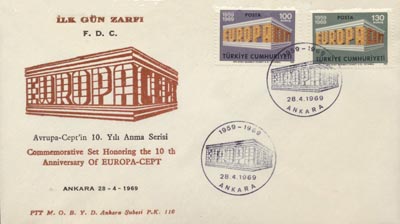 İLK GÜN ZARFI
F. D. C.
EUROPA CEPT
Avrupa-Cept'in 10. Yılı Anma Serisi
Commemorative Set Honoring the 10 th
Anniversary Of EUROPA-CEPT
ANKARA 28 - 4 - 1969
PTT M. O. B. Y. D. Ankara Şubesi P.K. 110
1959
1969
POSTA
100
EUROPA CEPT
TÜRKİYE CUMHURİYETİ
1959
1969
POSTA
130
EUROPA CEPT
TÜRKİYE CUMHURİYETİ
1959-1969
28.4.1969
ANKARA
1959-1969
28.4.1969
ANKARA